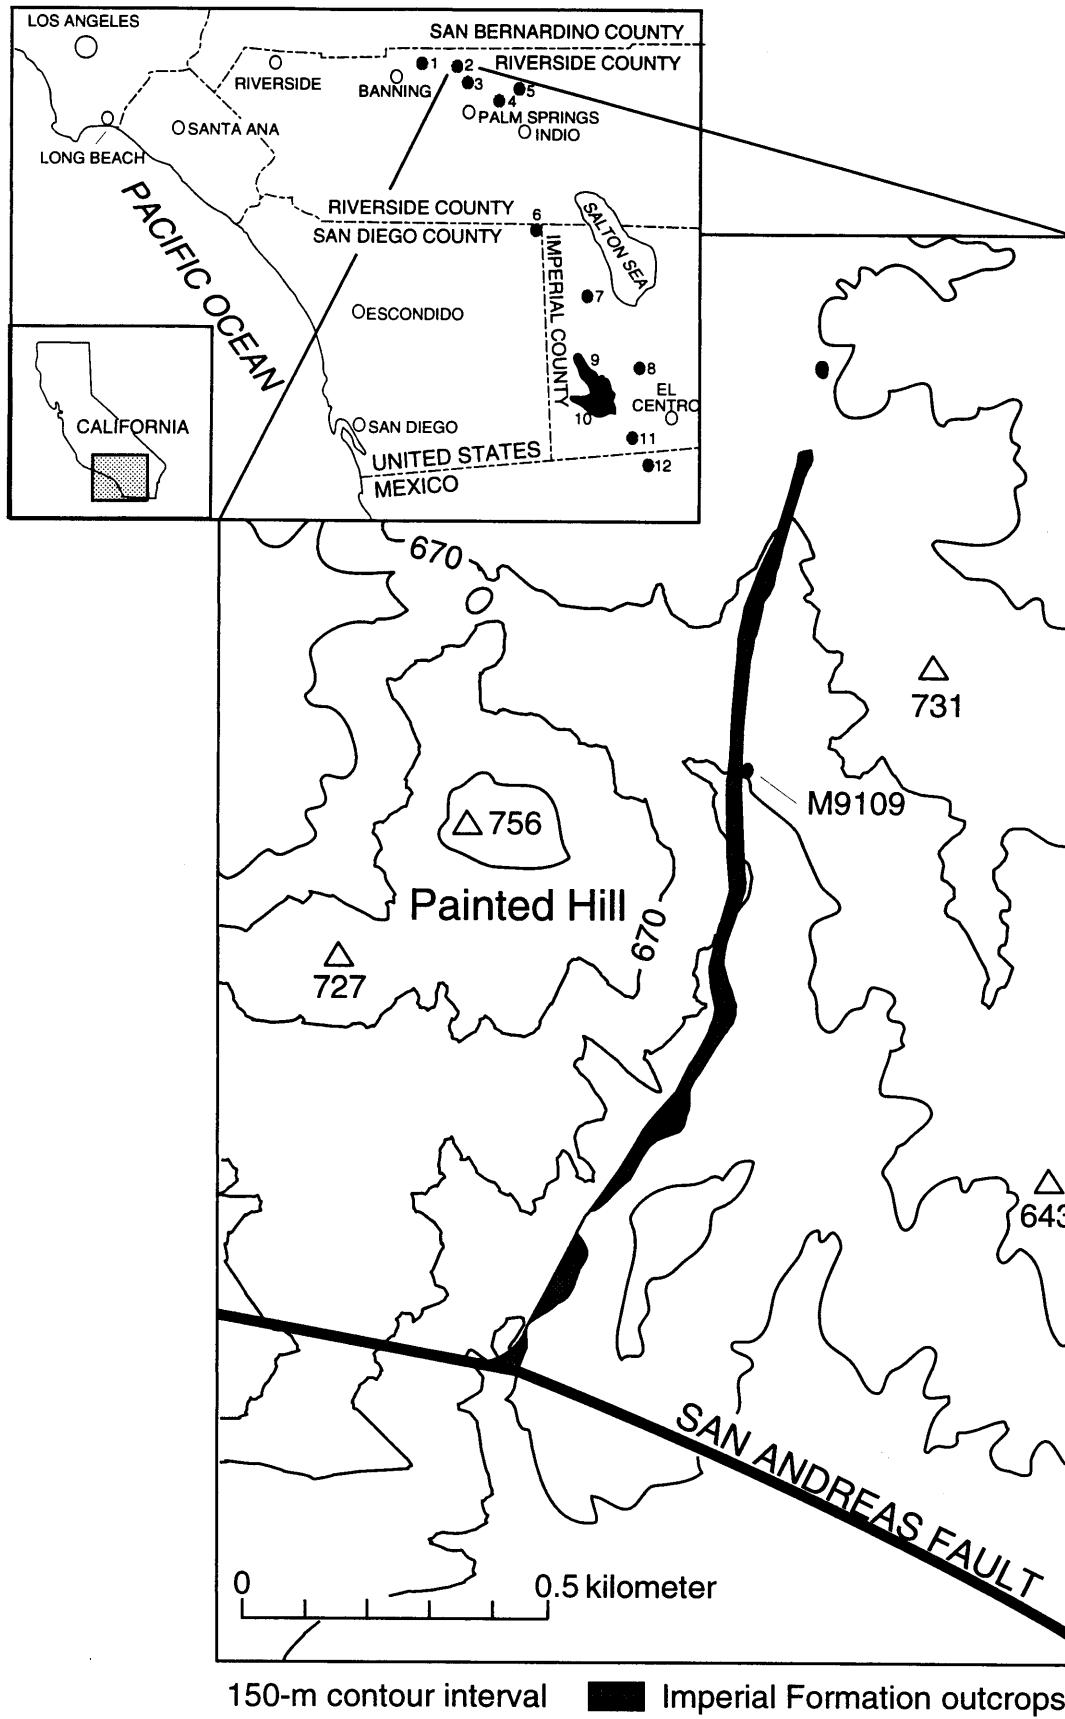 LOS ANGELES
SAN BERNARDINO COUNTY
RIVERSIDE COUNTY
1
2
3
4
5
RIVERSIDE
BANNING
PALM SPRINGS
INDIO
SANTA ANA
LONG BEACH
PACIFIC OCEAN
RIVERSIDE COUNTY
SAN DIEGO COUNTY
6
SALTON SEA
IMPERIAL COUNTY
7
ESCONDIDO
8
9
10
EL
CENTRO
11
12
SAN DIEGO
UNITED STATES
MEXICO
CALIFORNIA
670
731
M9109
756
Painted Hill
670
727
643
SAN ANDREAS FAULT
0
0.5 kilometer
150-m contour interval
Imperial Formation outcrops